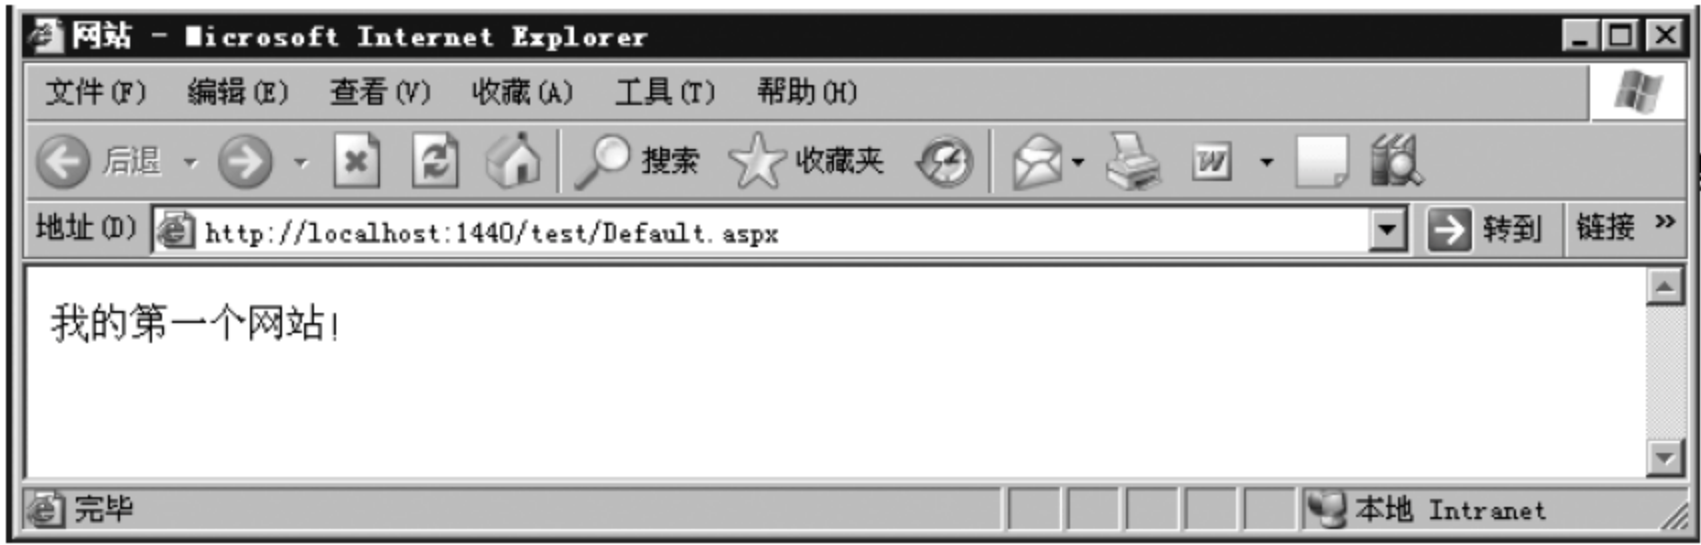 网站 - Microsoft Internet Explorer
文件(F) 编辑(E) 查看(V) 收藏(A) 工具(T) 帮助(H)
后退 搜索 收藏夹 W
地址(D) http://localhost:1440/test/Default.aspx 转到 链接 »
我的第一个网站!
完毕 本地 Intranet